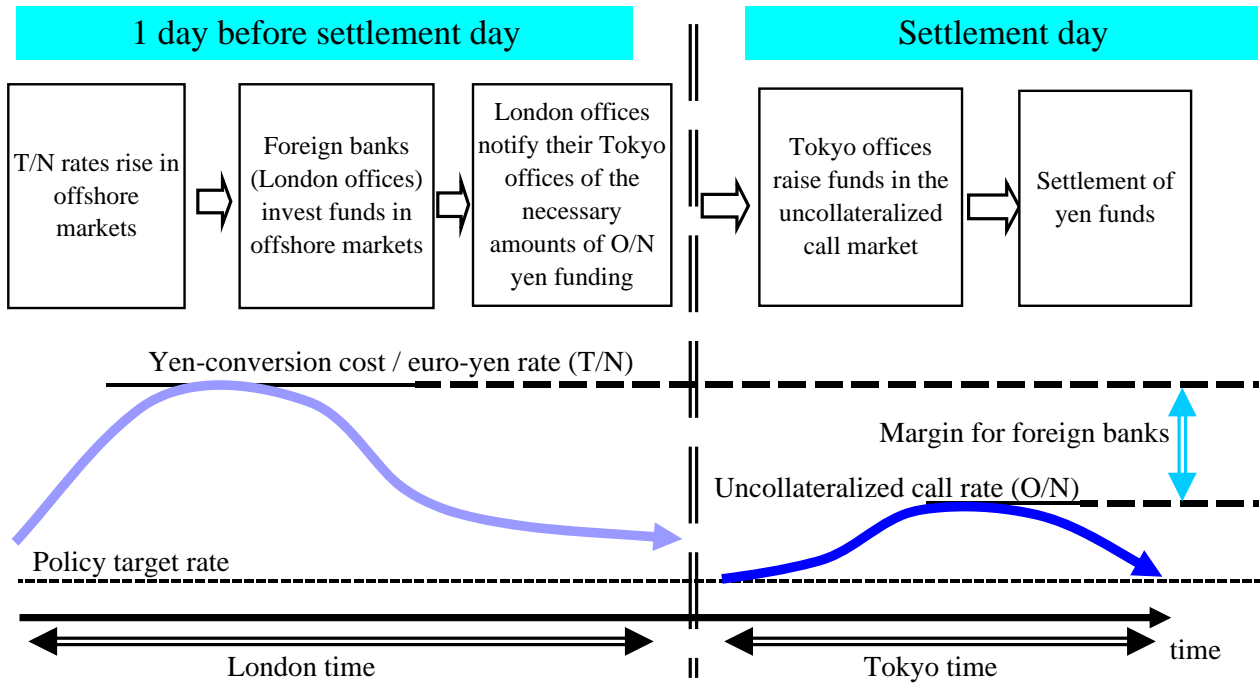 1 day before settlement day
Settlement day
T/N rates rise in
offshore
markets
Foreign banks
(London offices)
invest funds in
offshore markets
London offices
notify their Tokyo
offices of the
necessary
amounts of O/N
yen funding
Tokyo offices
raise funds in the
uncollateralized
call market
Settlement of
yen funds
Yen-conversion cost / euro-yen rate (T/N)
Margin for foreign banks
Uncollateralized call rate (O/N)
Policy target rate
London time
Tokyo time
time